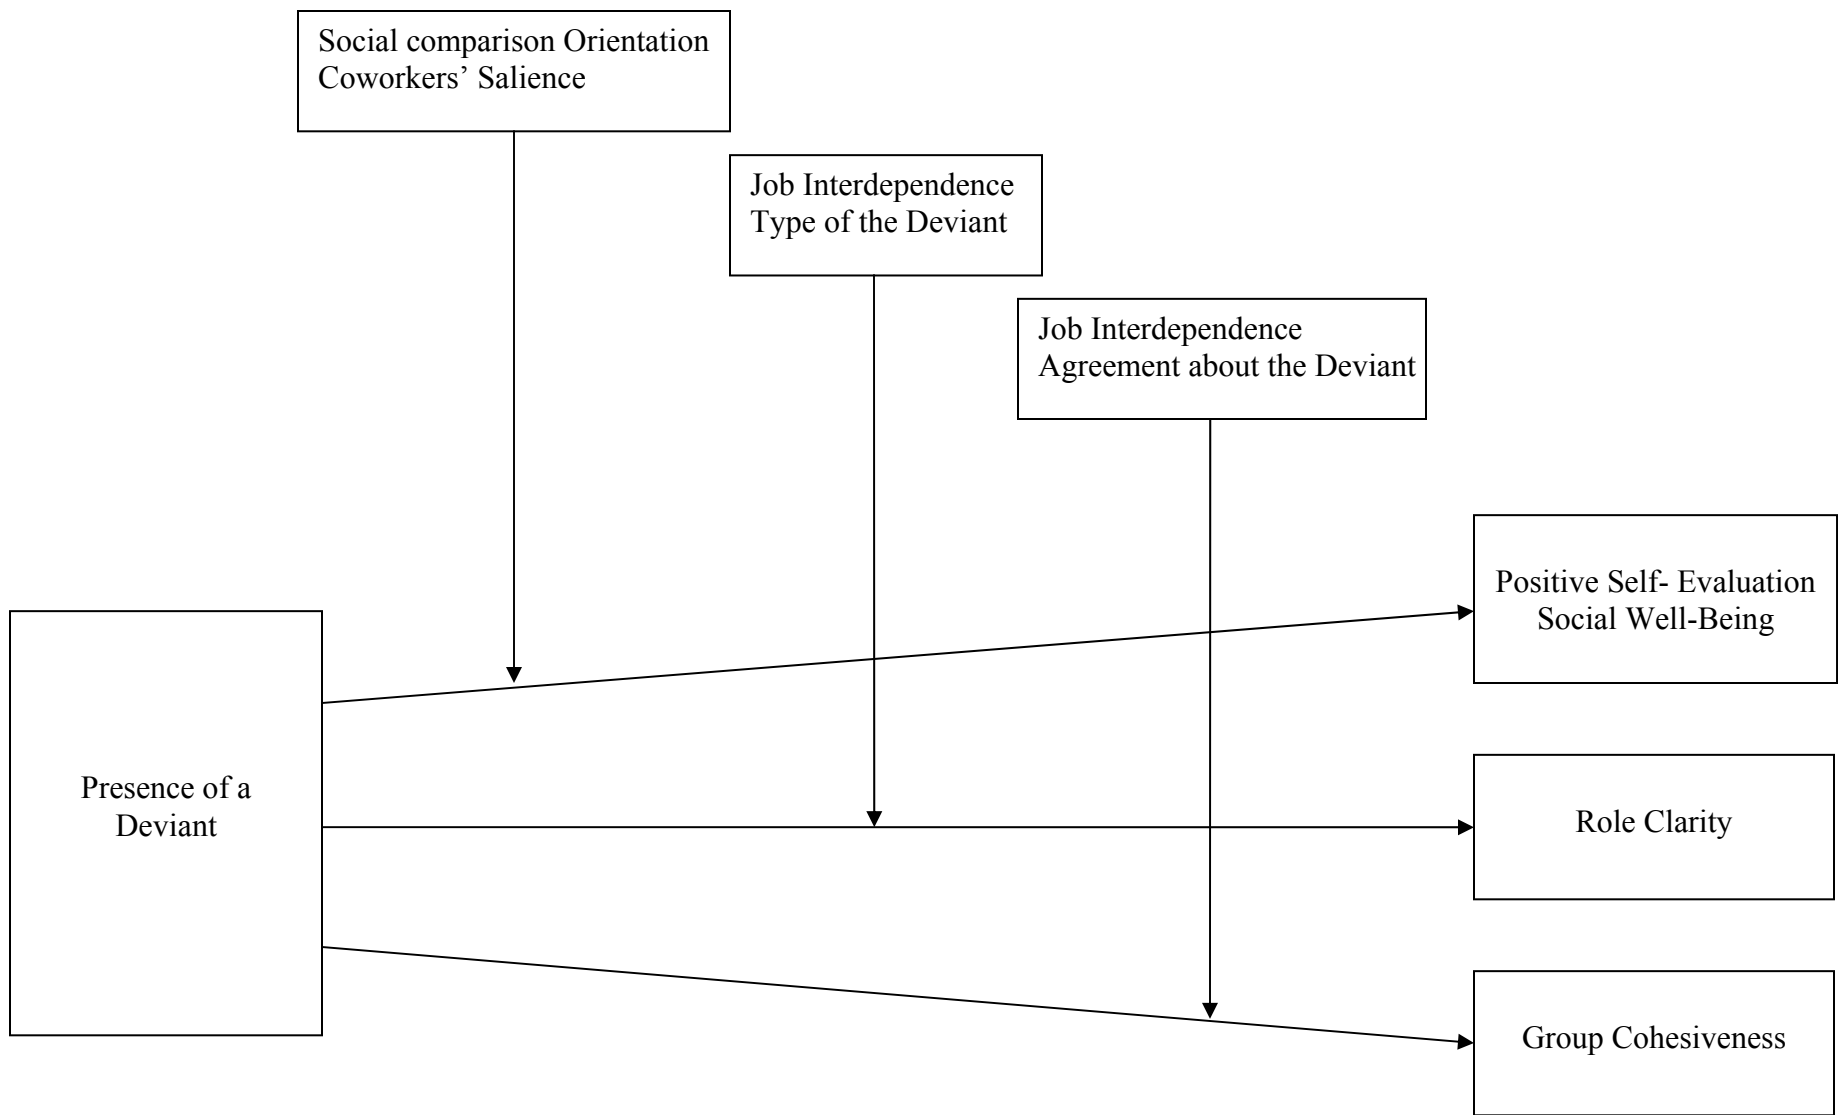 Social comparison Orientation
Coworkers’ Salience
Job Interdependence
Type of the Deviant
Job Interdependence
Agreement about the Deviant
Positive Self- Evaluation
Social Well-Being
Presence of a
Deviant
Role Clarity
Group Cohesiveness